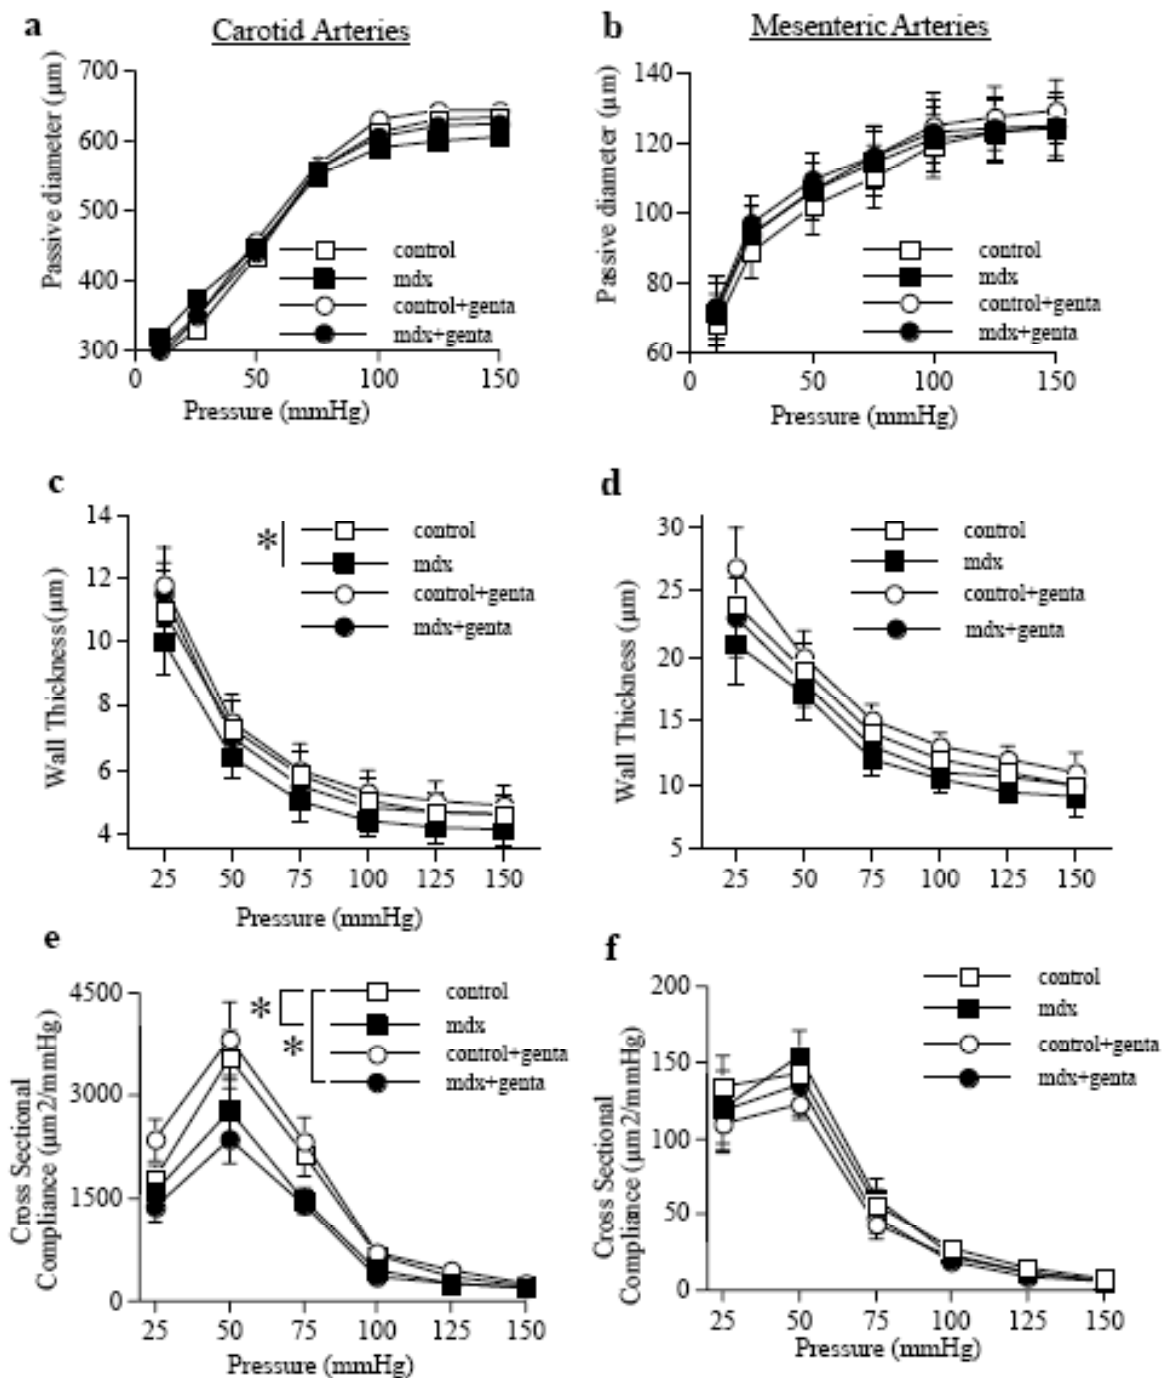 a
Carotid Arteries
Passive diameter (µm)
700
600
500
400
300
0
50
100
150
Pressure (mmHg)
control
mdx
control+genta
mdx+genta
b
Mesenteric Arteries
Passive diameter (µm)
140
120
100
80
60
0
50
100
150
Pressure (mmHg)
control
mdx
control+genta
mdx+genta
c
Wall Thickness (µm)
14
12
10
8
6
4
25 50 75 100 125 150
Pressure (mmHg)
*
control
mdx
control+genta
mdx+genta
d
Wall Thickness (µm)
30
25
20
15
10
5
25 50 75 100 125 150
control
mdx
control+genta
mdx+genta
e
Cross Sectional
Compliance (µm2/mmHg)
4500
3000
1500
0
25 50 75 100 125 150
Pressure (mmHg)
*
*
control
mdx
control+genta
mdx+genta
f
Cross Sectional
Compliance (µm2/mmHg)
200
150
100
50
0
25 50 75 100 125 150
Pressure (mmHg)
control
mdx
control+genta
mdx+genta